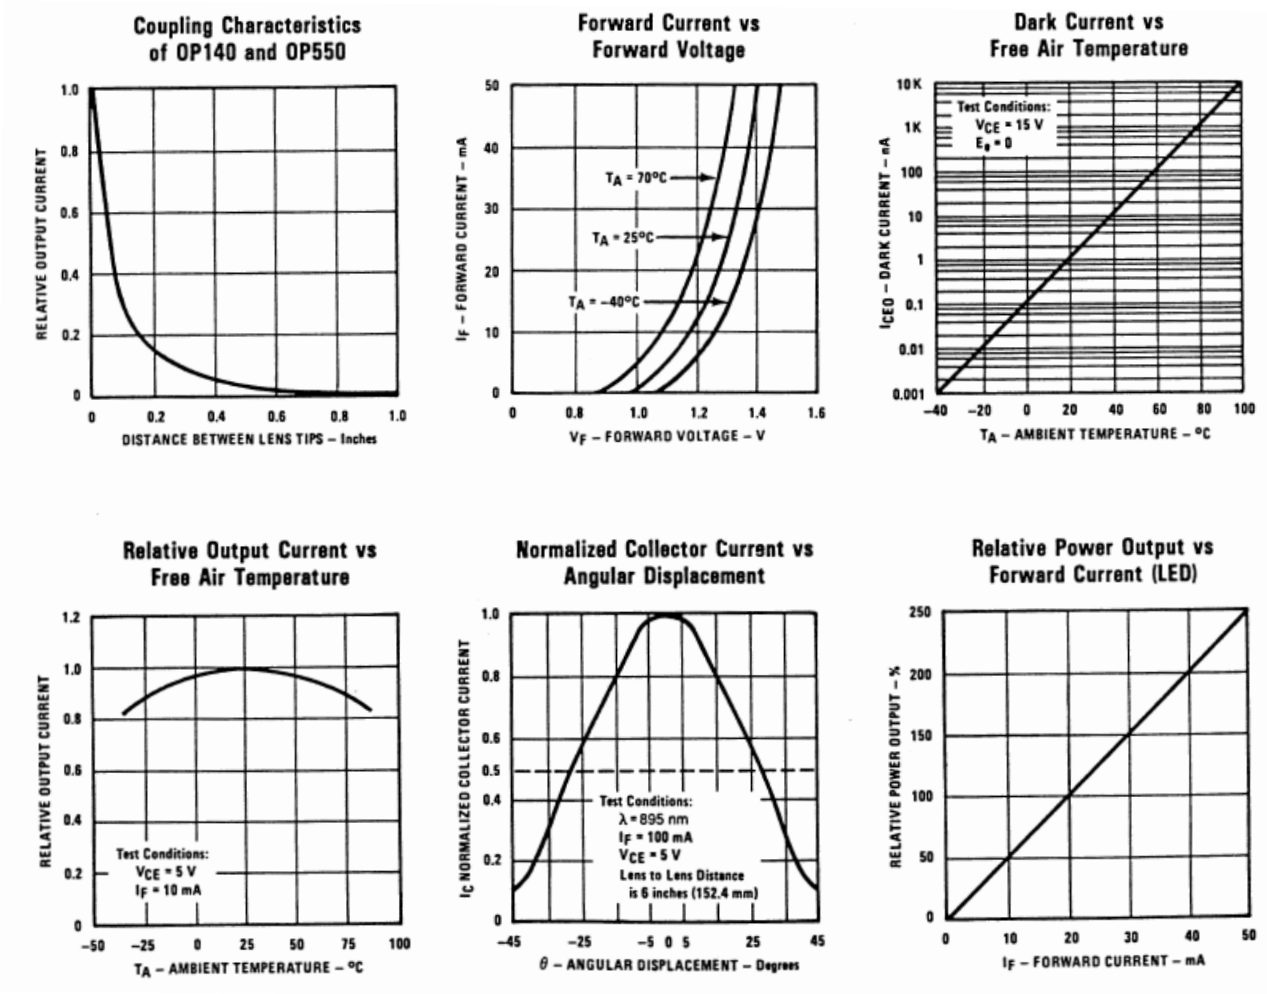 Coupling Characteristics
of OP140 and OP550
1.0
0.8
0.6
0.4
0.2
0
RELATIVE OUTPUT CURRENT
0 0.2 0.4 0.6 0.8 1.0
DISTANCE BETWEEN LENS TIPS – Inches
Forward Current vs
Forward Voltage
50
40
30
20
10
0
IF – FORWARD CURRENT – mA
TA = 70°C
TA = 25°C
TA = –40°C
0 0.8 1.0 1.2 1.4 1.6
VF – FORWARD VOLTAGE – V
Dark Current vs
Free Air Temperature
10K
1K
100
10
1
0.1
0.01
0.001
ICEO – DARK CURRENT – nA
Test Conditions:
VCE = 15 V
Ee = 0
–40 –20 0 20 40 60 80 100
TA – AMBIENT TEMPERATURE – °C
Relative Output Current vs
Free Air Temperature
1.2
1.0
0.8
0.6
0.4
0.2
0
RELATIVE OUTPUT CURRENT
Test Conditions:
VCE = 5 V
IF = 10 mA
–50 –25 0 25 50 75 100
TA – AMBIENT TEMPERATURE – °C
Normalized Collector Current vs
Angular Displacement
1.0
0.8
0.6
0.5
0.4
0.2
0
IC NORMALIZED COLLECTOR CURRENT
Test Conditions:
λ = 895 nm
IF = 100 mA
VCE = 5 V
Lens to Lens Distance
is 6 inches (152.4 mm)
–45 –25 –5 0 5 25 45
θ – ANGULAR DISPLACEMENT – Degrees
Relative Power Output vs
Forward Current (LED)
250
200
150
100
50
0
RELATIVE POWER OUTPUT – %
0 10 20 30 40 50
IF – FORWARD CURRENT – mA